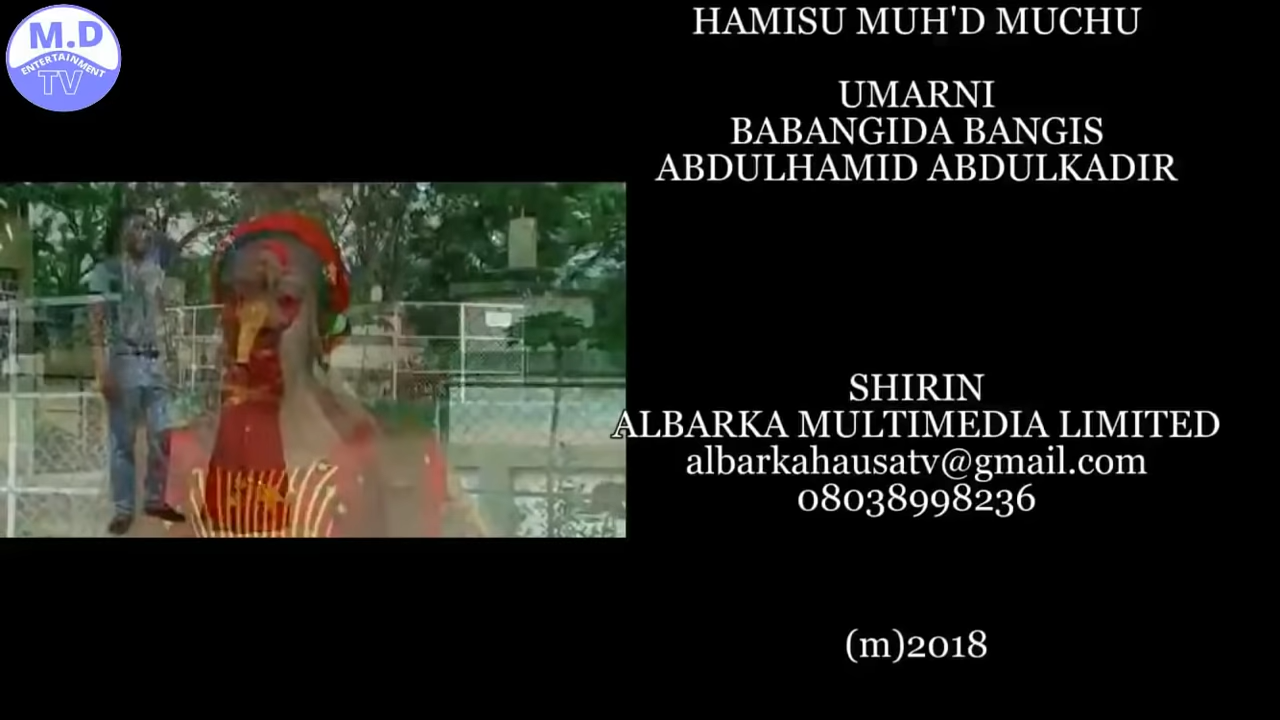 M.D
ENTERTAINMENT
TV
HAMISU MUH'D MUCHU
UMARNI
BABANGIDA BANGIS
ABDULHAMID ABDULKADIR
SHIRIN
ALBARKA MULTIMEDIA LIMITED
albarkahausatv@gmail.com
08038998236
(m)2018